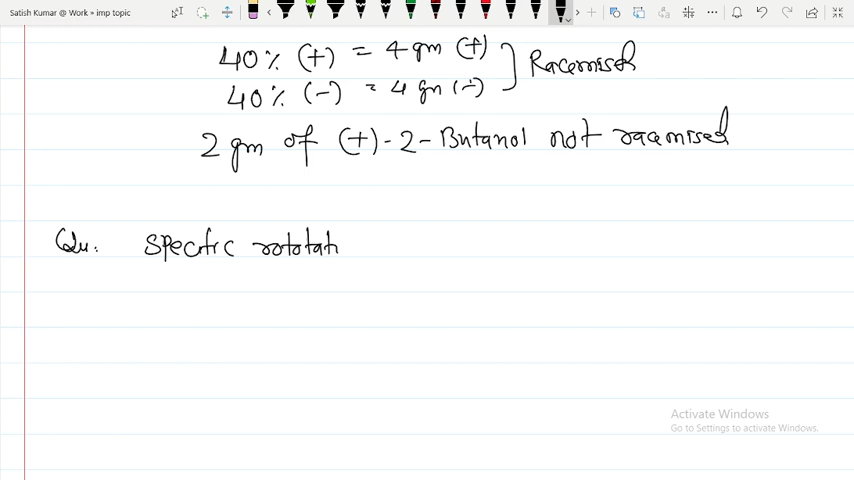 Satish Kumar @ Work » imp topic
40% (+) = 4 gm (+)
40% (-) = 4 gm (-)
] Racemised
2 gm of (+)-2-Butanol not racemised
Qu. Specific rototati
Activate Windows
Go to Settings to activate Windows.